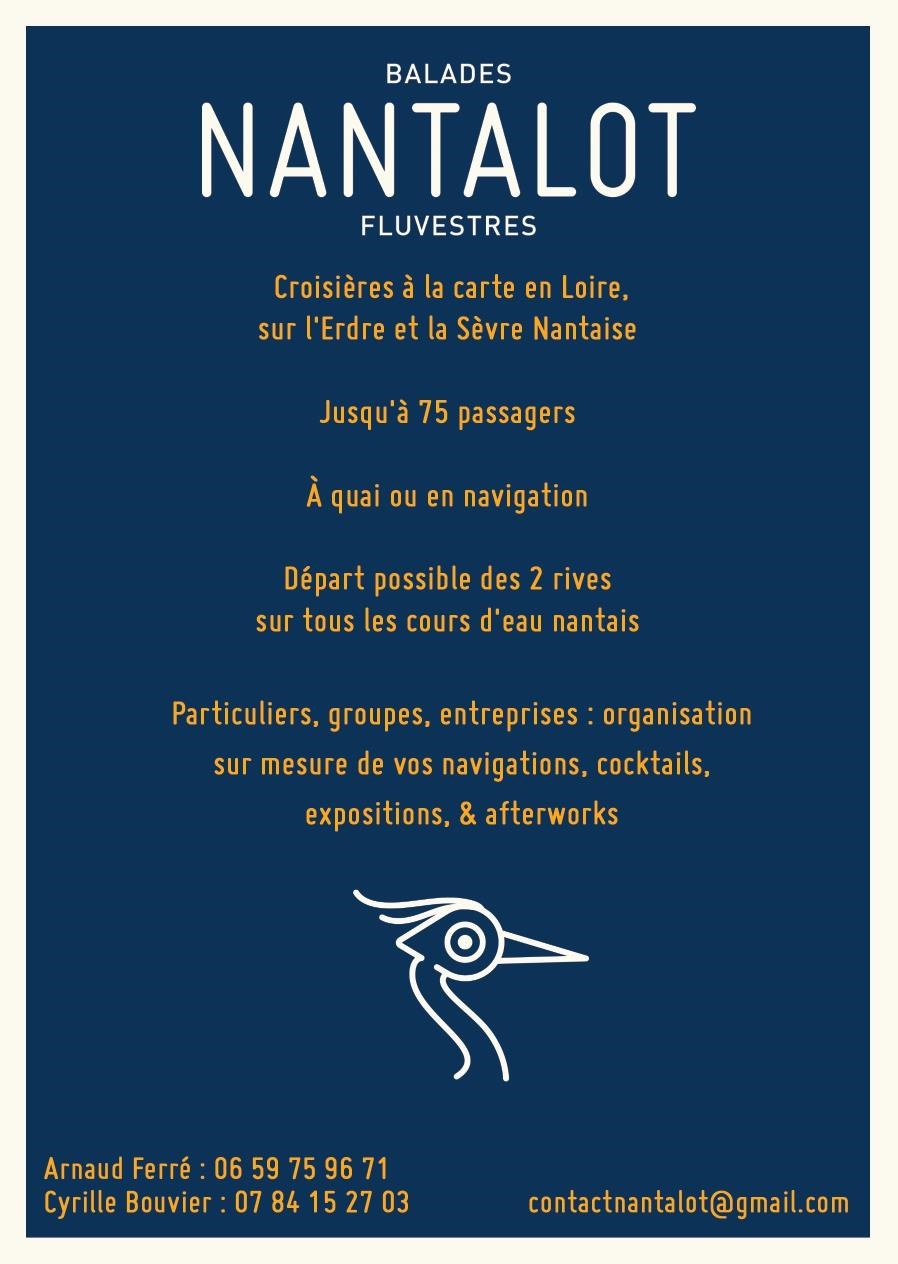 BALADES
NANTALOT
FLUVESTRES
Croisières à la carte en Loire,
sur l'Erdre et la Sèvre Nantaise
Jusqu'à 75 passagers
À quai ou en navigation
Départ possible des 2 rives
sur tous les cours d'eau nantais
Particuliers, groupes, entreprises : organisation
sur mesure de vos navigations, cocktails,
expositions, & afterworks
Arnaud Ferré : 06 59 75 96 71
Cyrille Bouvier : 07 84 15 27 03
contactnantalot@gmail.com